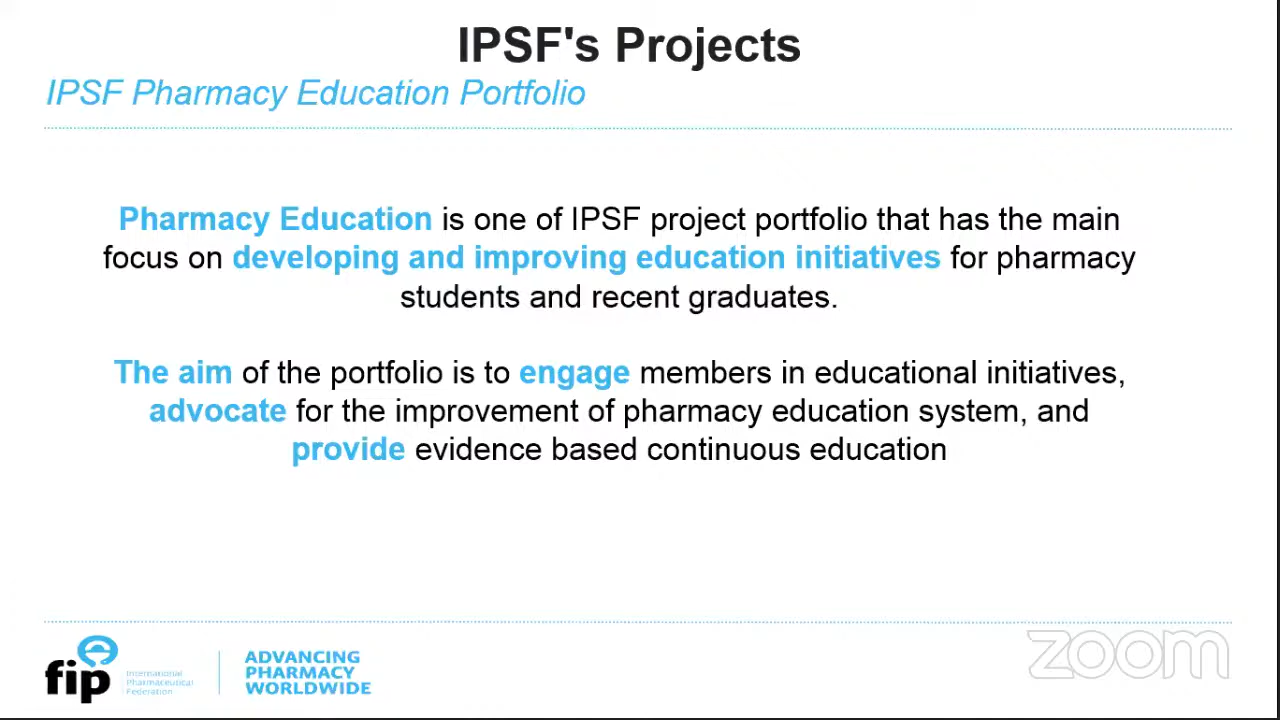 IPSF's Projects
IPSF Pharmacy Education Portfolio
Pharmacy Education is one of IPSF project portfolio that has the main
focus on developing and improving education initiatives for pharmacy
students and recent graduates.
The aim of the portfolio is to engage members in educational initiatives,
advocate for the improvement of pharmacy education system, and
provide evidence based continuous education
fip
International
Pharmaceutical
Federation
ADVANCING
PHARMACY
WORLDWIDE
zoom